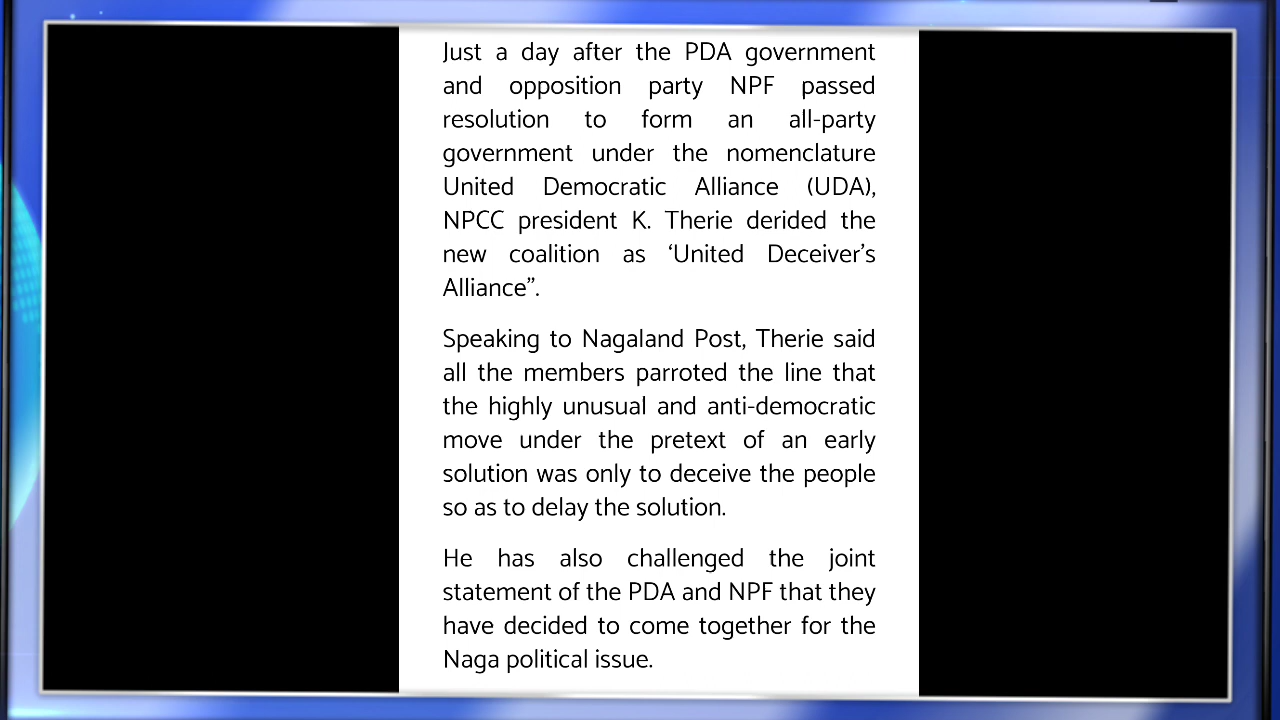 Just a day after the PDA government
and opposition party NPF passed
resolution to form an all-party
government under the nomenclature
United Democratic Alliance (UDA),
NPCC president K. Therie derided the
new coalition as ‘United Deceiver’s
Alliance”.
Speaking to Nagaland Post, Therie said
all the members parroted the line that
the highly unusual and anti-democratic
move under the pretext of an early
solution was only to deceive the people
so as to delay the solution.
He has also challenged the joint
statement of the PDA and NPF that they
have decided to come together for the
Naga political issue.